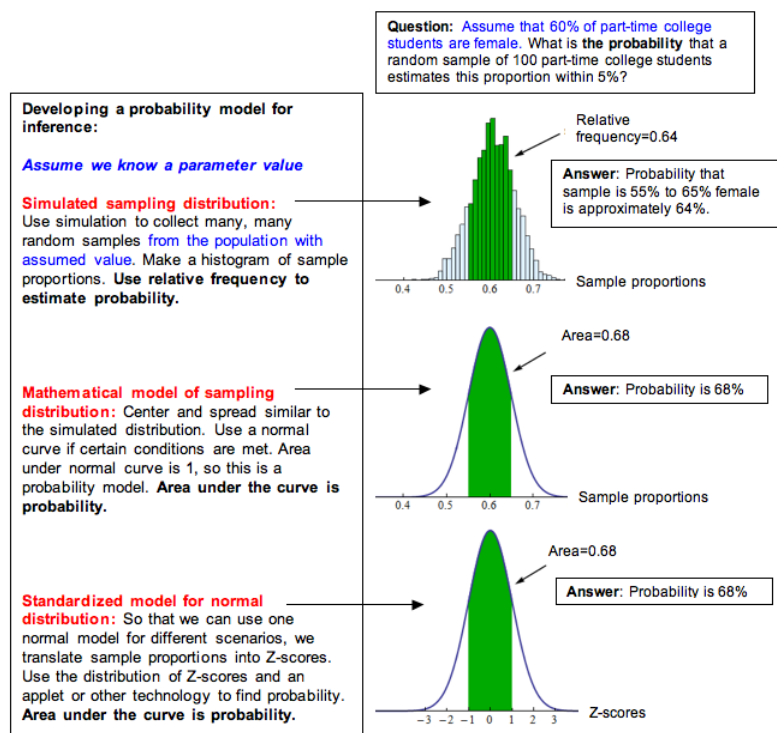 Question: Assume that 60% of part-time college
students are female. What is the probability that a
random sample of 100 part-time college students
estimates this proportion within 5%?
Developing a probability model for
inference:
Assume we know a parameter value
Simulated sampling distribution:
Use simulation to collect many, many
random samples from the population with
assumed value. Make a histogram of sample
proportions. Use relative frequency to
estimate probability.
Relative
frequency=0.64
Answer: Probability that
sample is 55% to 65% female
is approximately 64%.
0.4 0.5 0.6 0.7
Sample proportions
Mathematical model of sampling
distribution: Center and spread similar to
the simulated distribution. Use a normal
curve if certain conditions are met. Area
under normal curve is 1, so this is a
probability model. Area under the curve is
probability.
Area=0.68
Answer: Probability is 68%
0.4 0.5 0.6 0.7
Sample proportions
Standardized model for normal
distribution: So that we can use one
normal model for different scenarios, we
translate sample proportions into Z-scores.
Use the distribution of Z-scores and an
applet or other technology to find probability.
Area under the curve is probability.
Area=0.68
Answer: Probability is 68%
−3 −2 −1 0 1 2 3
Z-scores